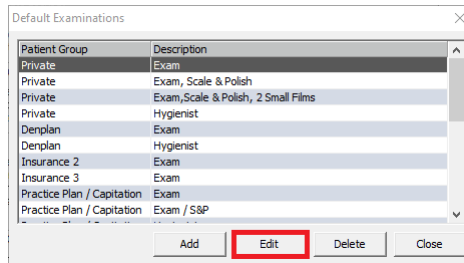 Default Examinations
Patient Group Description
Private Exam
Private Exam, Scale & Polish
Private Exam,Scale & Polish, 2 Small Films
Private Hygienist
Denplan Exam
Denplan Hygienist
Insurance 2 Exam
Insurance 3 Exam
Practice Plan / Capitation Exam
Practice Plan / Capitation Exam / S&P
Add Edit Delete Close